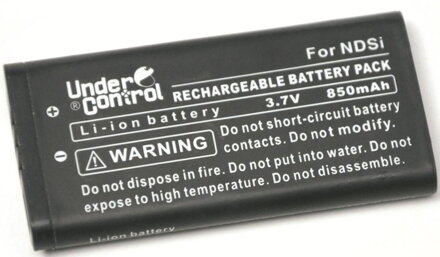 For NDSi
Under
® Control
RECHARGEABLE BATTERY PACK
Li-ion battery 3.7V 850mAh
WARNING Do not short-circuit battery
contacts. Do not modify.
Do not dispose in fire. Do not put into water. Do not
expose to high temperature. Do not disassemble.
Li-ion battery